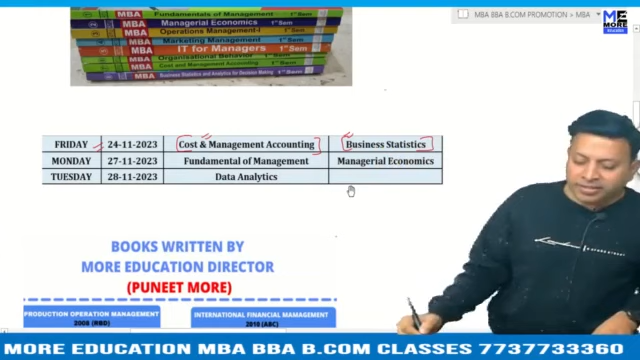 MBA Fundamentals of Management 1st Sem
MBA Managerial Economics 1st Sem
MBA Operations Management-I 1st Sem
MBA Marketing Management 1st Sem
MBA IT for Managers 1st Sem
MBA Organisational Behavior 1st Sem
MBA Cost and Management Accounting 1st Sem
MBA Business Statistics and Analytics for Decision Making 1st Sem
MBA BBA B.COM PROMOTION > MBA
ME
MORE
Education
FRIDAY 24-11-2023 Cost & Management Accounting Business Statistics
MONDAY 27-11-2023 Fundamental of Management Managerial Economics
TUESDAY 28-11-2023 Data Analytics
BOOKS WRITTEN BY
MORE EDUCATION DIRECTOR
(PUNEET MORE)
PRODUCTION OPERATION MANAGEMENT
2008 (RBD)
INTERNATIONAL FINANCIAL MAMAGEMENT
2010 (ABC)
MORE EDUCATION MBA BBA B.COM CLASSES 7737733360